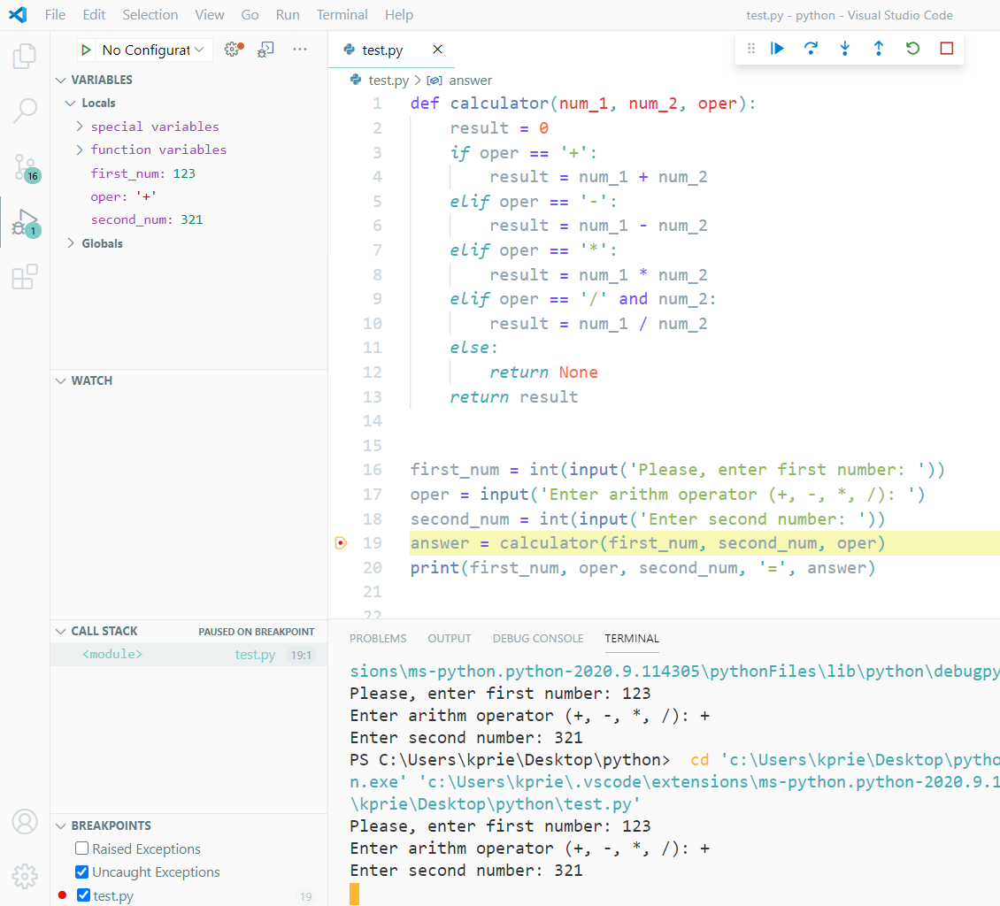 File Edit Selection View Go Run Terminal Help test.py - python - Visual Studio Code
No Configurat
VARIABLES
Locals
special variables
function variables
first_num: 123
oper: '+'
second_num: 321
Globals
WATCH
CALL STACK PAUSED ON BREAKPOINT
<module> test.py 19:1
BREAKPOINTS
Raised Exceptions
Uncaught Exceptions
test.py 19
16
1
test.py
test.py > answer
1 def calculator(num_1, num_2, oper):
2 result = 0
3 if oper == '+':
4 result = num_1 + num_2
5 elif oper == '-':
6 result = num_1 - num_2
7 elif oper == '*':
8 result = num_1 * num_2
9 elif oper == '/' and num_2:
10 result = num_1 / num_2
11 else:
12 return None
13 return result
14
15
16 first_num = int(input('Please, enter first number: '))
17 oper = input('Enter arithm operator (+, -, *, /): ')
18 second_num = int(input('Enter second number: '))
19 answer = calculator(first_num, second_num, oper)
20 print(first_num, oper, second_num, '=', answer)
21
22
PROBLEMS OUTPUT DEBUG CONSOLE TERMINAL
sions\ms-python.python-2020.9.114305\pythonFiles\lib\python\debugpy
Please, enter first number: 123
Enter arithm operator (+, -, *, /): +
Enter second number: 321
PS C:\Users\kprie\Desktop\python> cd 'c:\Users\kprie\Desktop\pytho
n.exe' 'c:\Users\kprie\.vscode\extensions\ms-python.python-2020.9.1
\kprie\Desktop\python\test.py'
Please, enter first number: 123
Enter arithm operator (+, -, *, /): +
Enter second number: 321